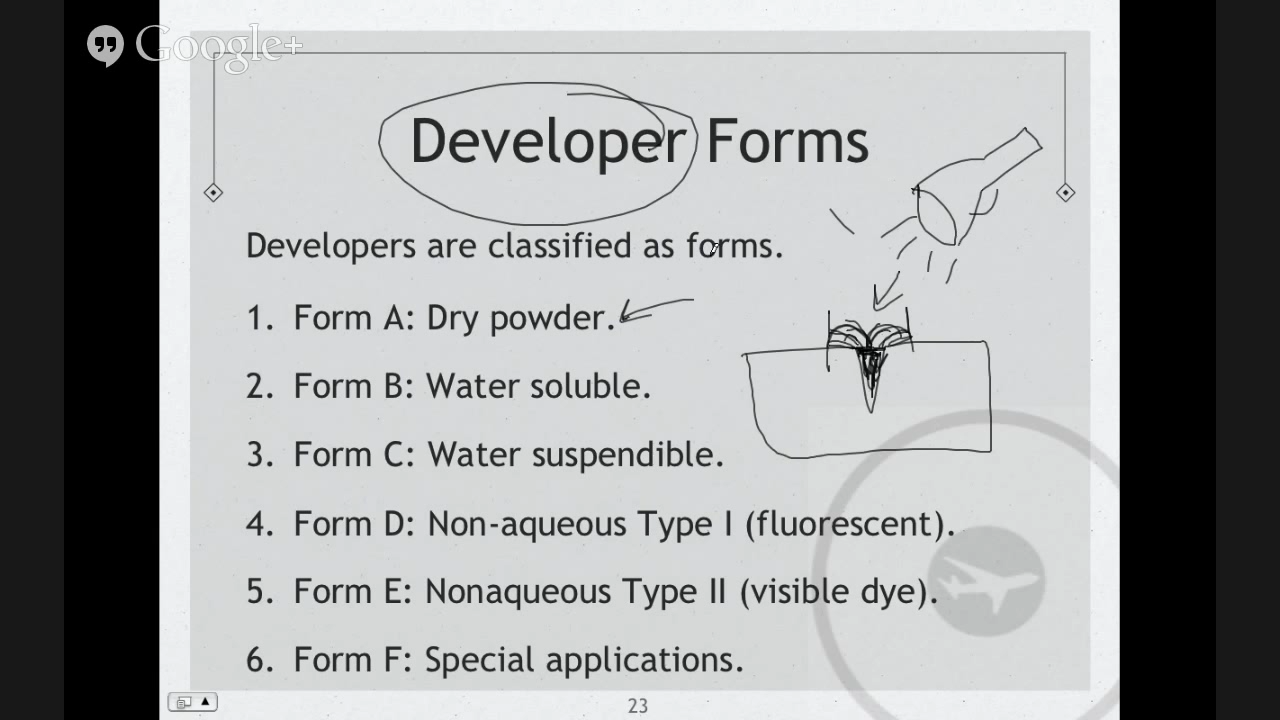 Google+
Developer Forms
Developers are classified as forms.
1. Form A: Dry powder.
2. Form B: Water soluble.
3. Form C: Water suspendible.
4. Form D: Non-aqueous Type I (fluorescent).
5. Form E: Nonaqueous Type II (visible dye).
6. Form F: Special applications.
23